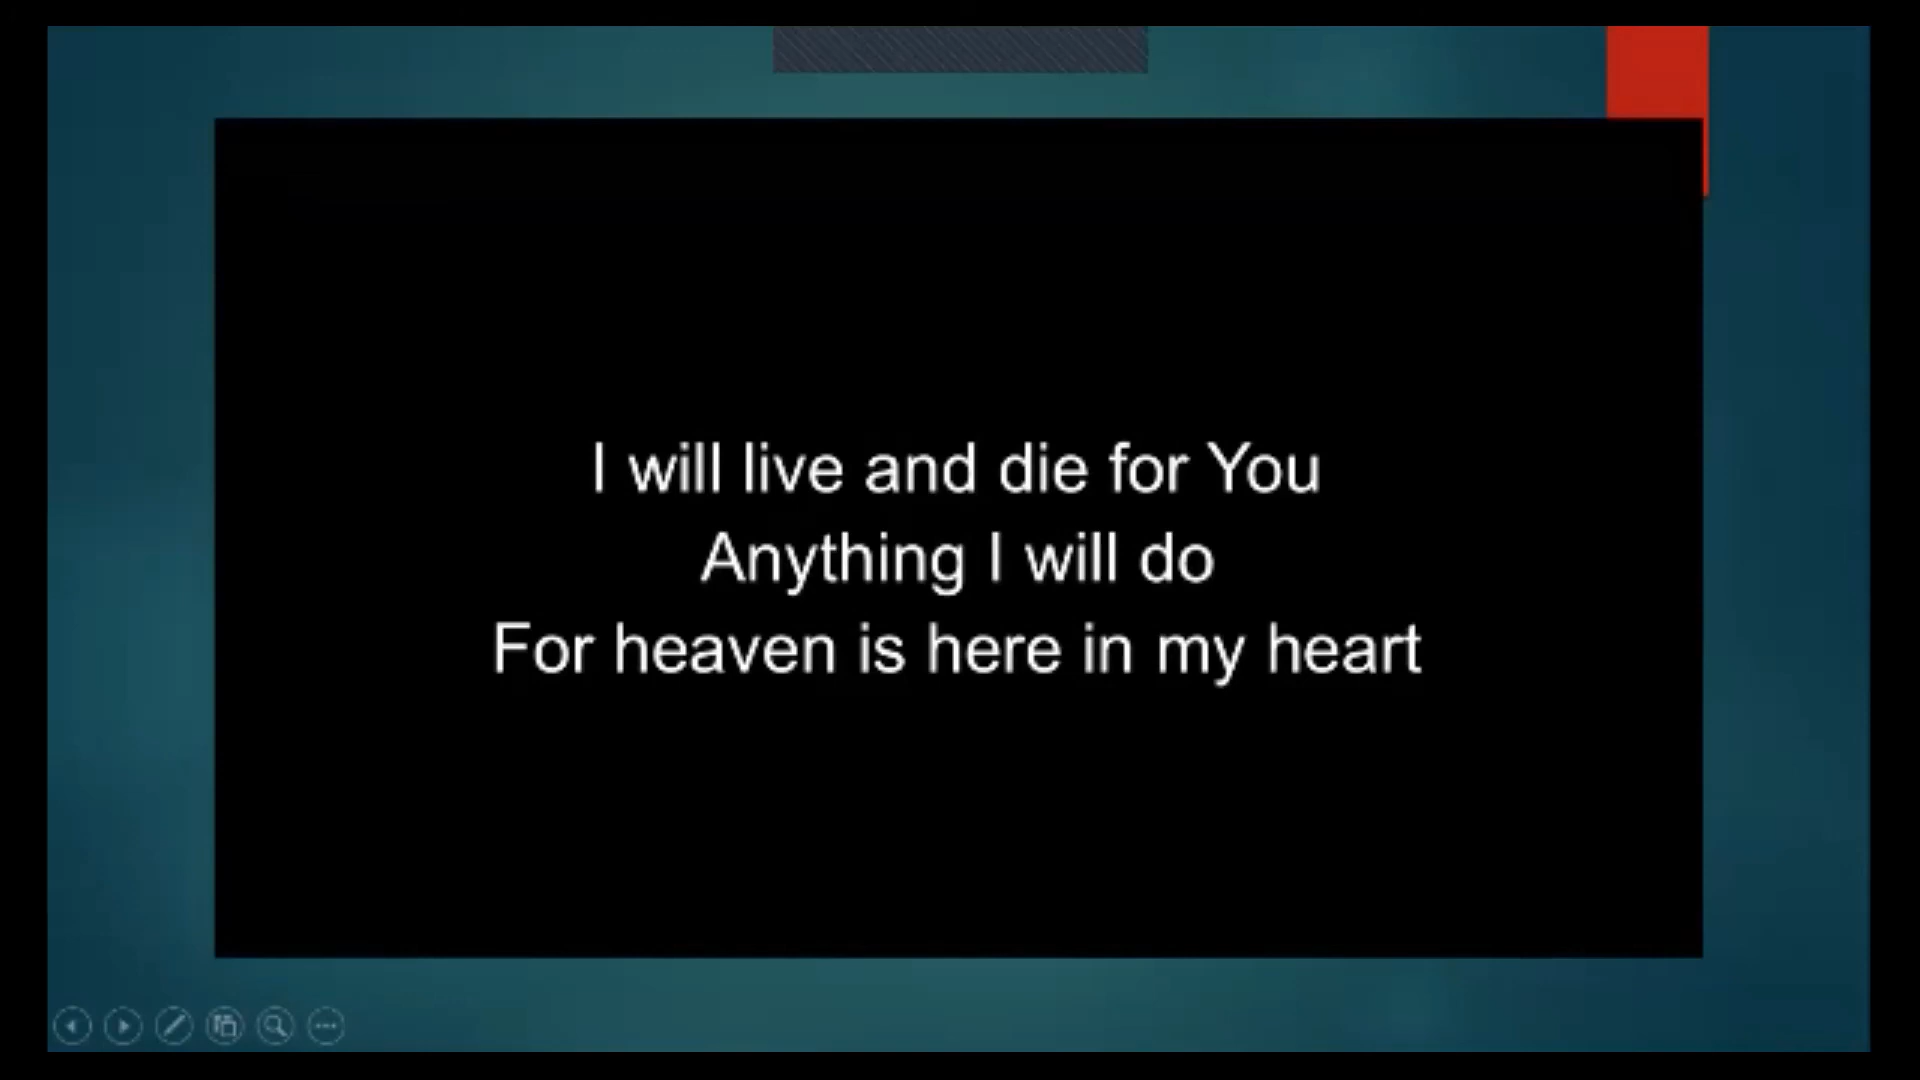 I will live and die for You
Anything I will do
For heaven is here in my heart